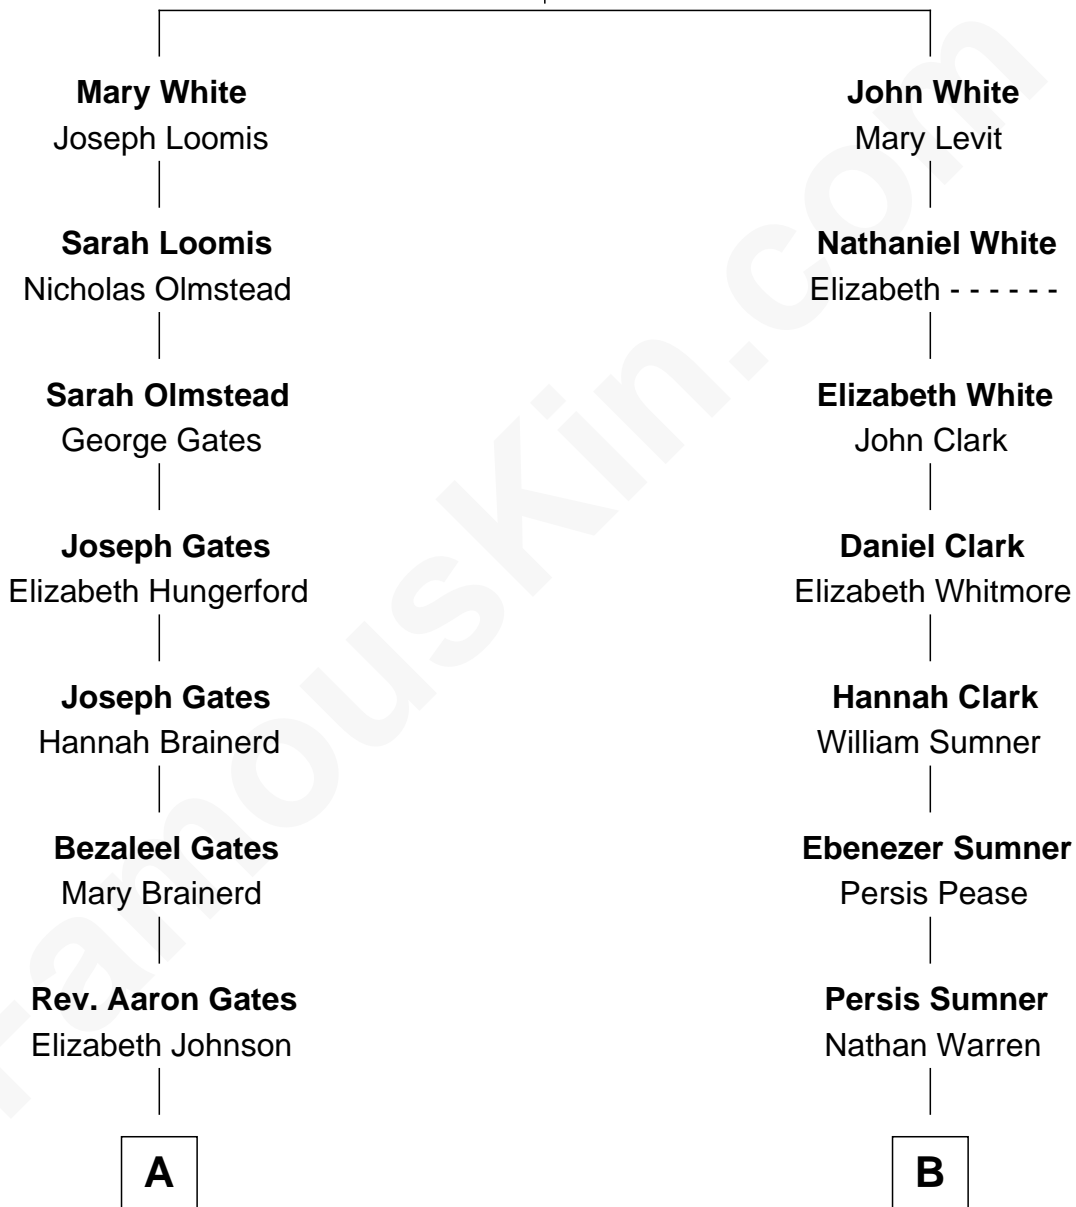 Mary White
Joseph Loomis
Sarah Loomis
Nicholas Olmstead
Sarah Olmstead
George Gates
Joseph Gates
Elizabeth Hungerford
Joseph Gates
Hannah Brainerd
Bezaleel Gates
Mary Brainerd
Rev. Aaron Gates
Elizabeth Johnson
A
John White
Mary Levit
Nathaniel White
Elizabeth - - - - - -
Elizabeth White
John Clark
Daniel Clark
Elizabeth Whitmore
Hannah Clark
William Sumner
Ebenezer Sumner
Persis Pease
Persis Sumner
Nathan Warren
B
FamousKin.com